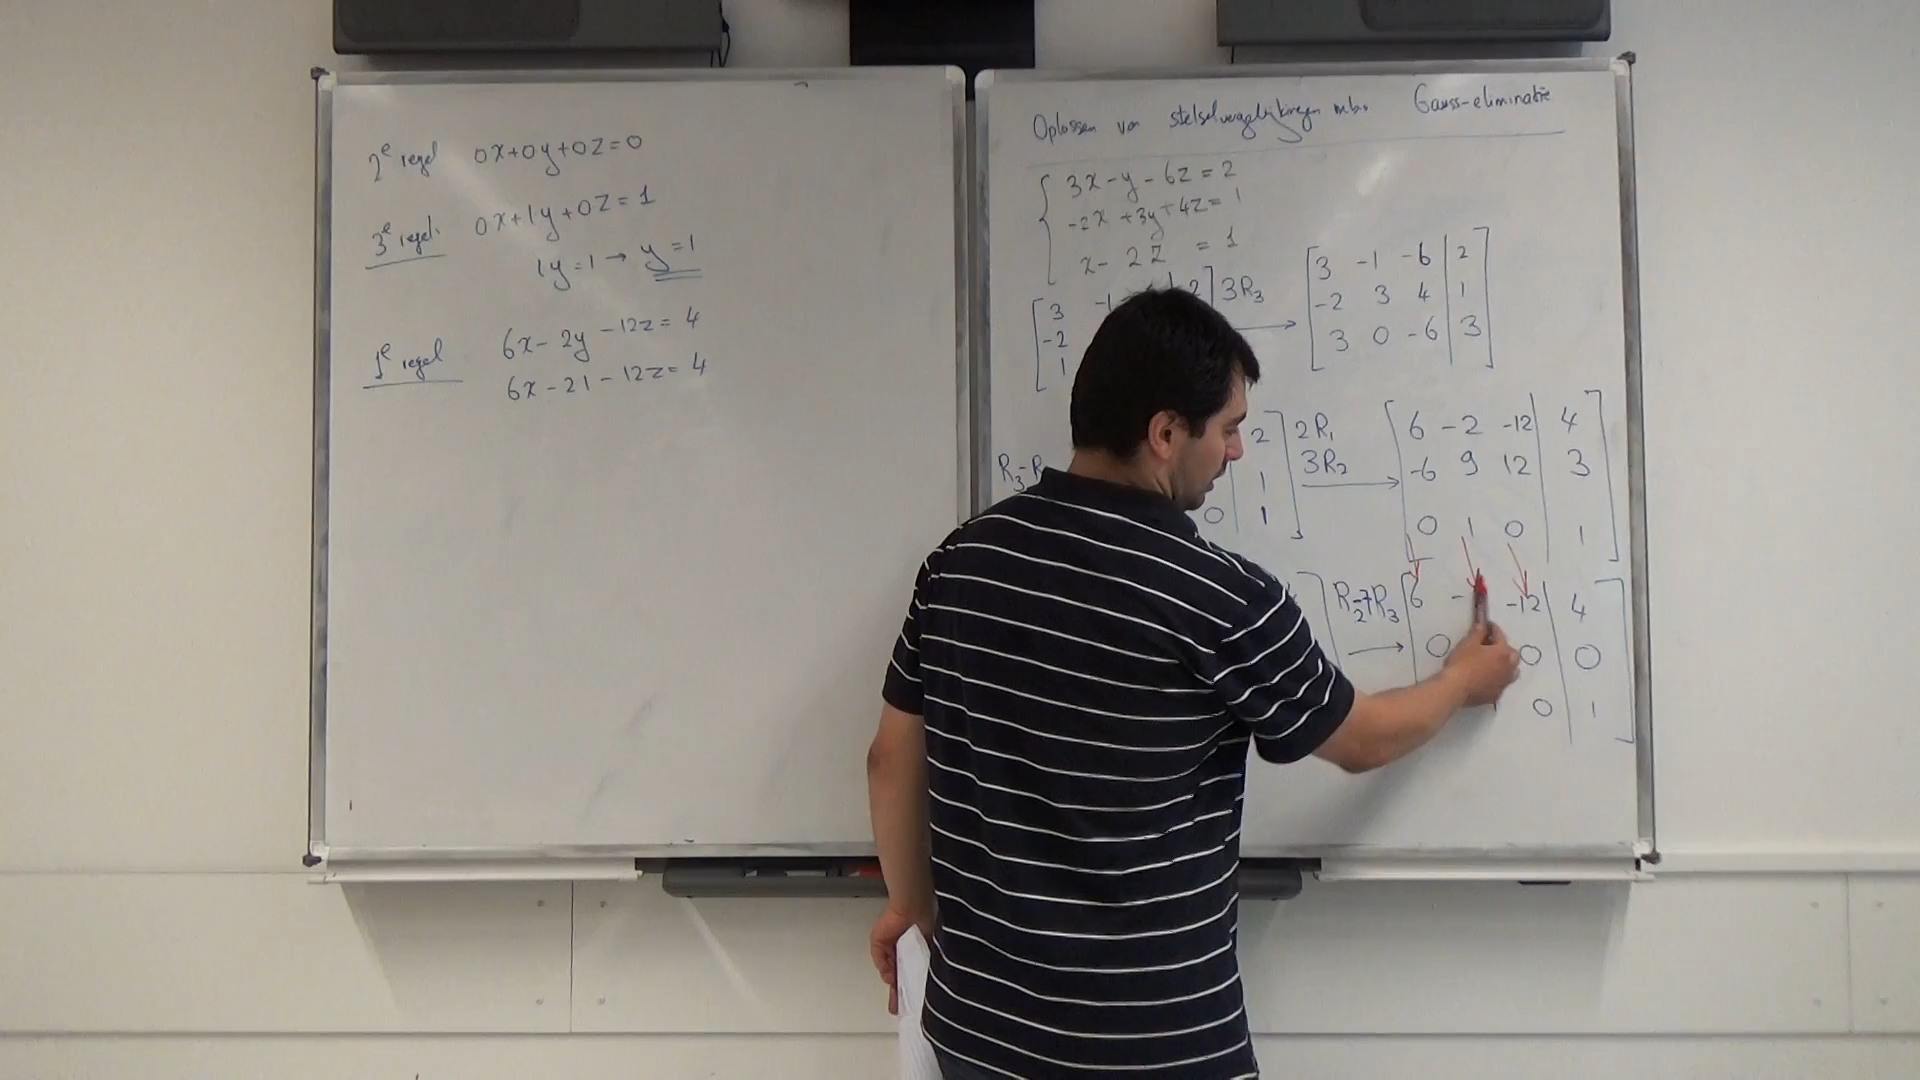 2e regel 0x+0y+0z=0
3e regel. 0x+1y+0z=1
1y=1 → y=1
1e regel 6x-2y-12z=4
6x-21-12z=4
Oplossen van stelselvergelijkingen m.b.v. Gauss-eliminatie
3x-y-6z=2
-2x+3y+4z=1
x-2z=1
3 -1 2 3R3
-2
1
3 -1 -6 2
-2 3 4 1
3 0 -6 3
R3-R
2 2R1
1 3R2
0 1
6 -2 -12 4
-6 9 12 3
0 1 0 1
6 - -12 4
0 0 0
0 1